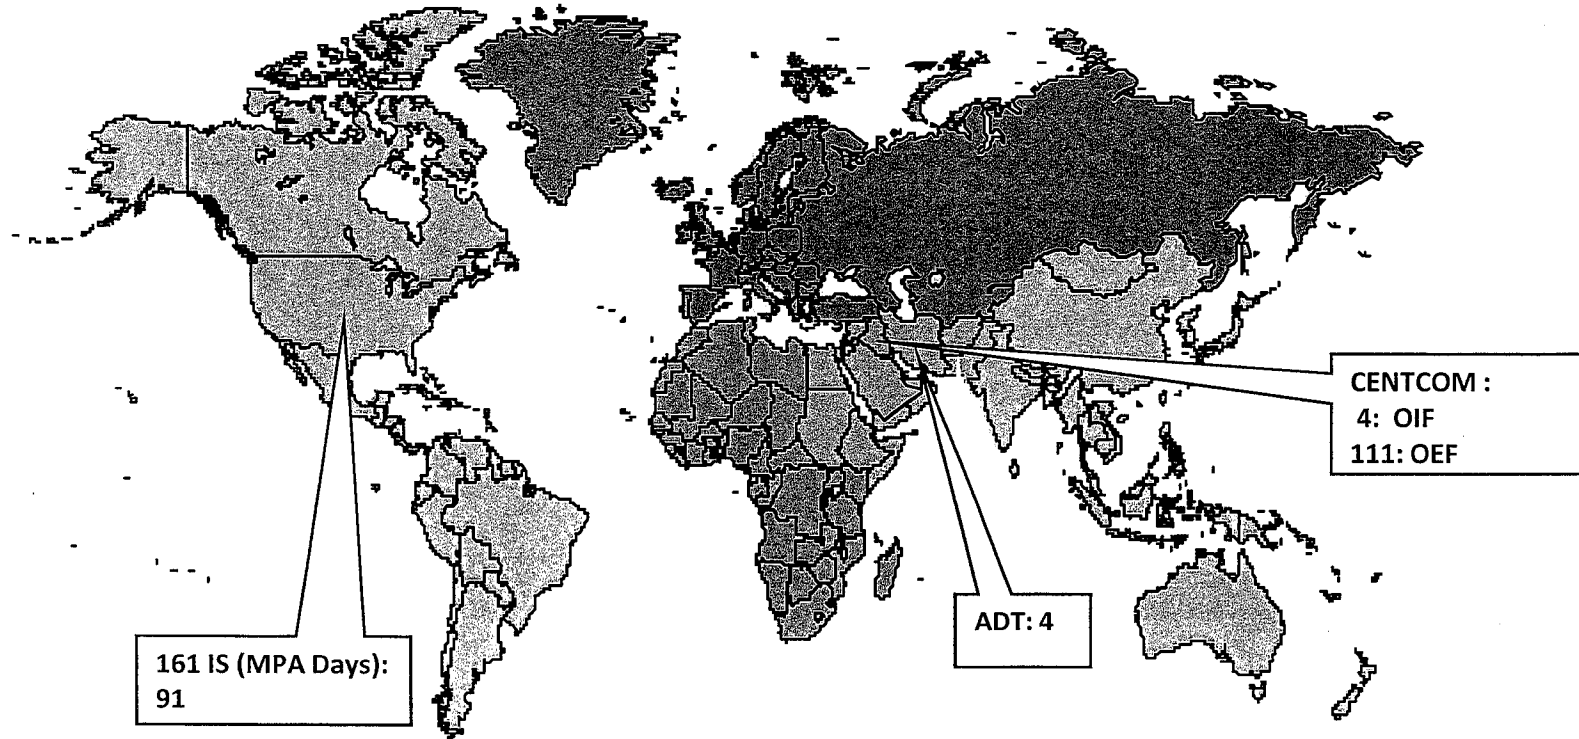 CENTCOM :
4: OIF
111: OEF
ADT: 4
161 IS (MPA Days):
91